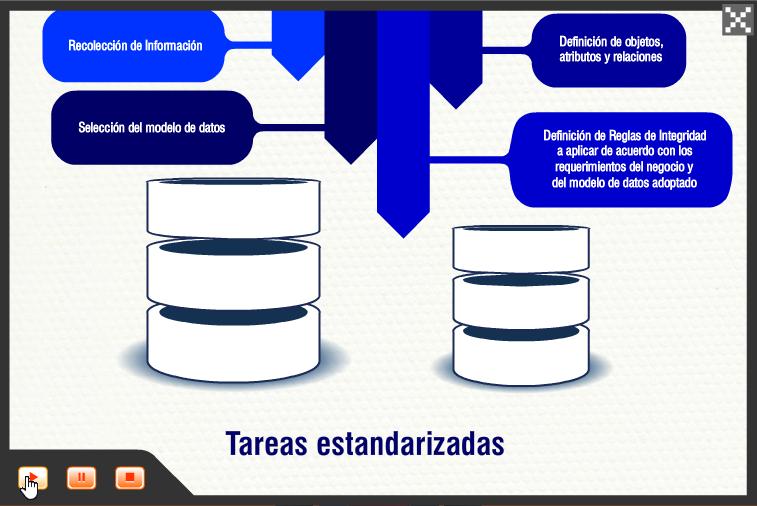 Recolección de Información
Definición de objetos,
atributos y relaciones
Selección del modelo de datos
Definición de Reglas de Integridad
a aplicar de acuerdo con los
requerimientos del negocio y
del modelo de datos adoptado
Tareas estandarizadas